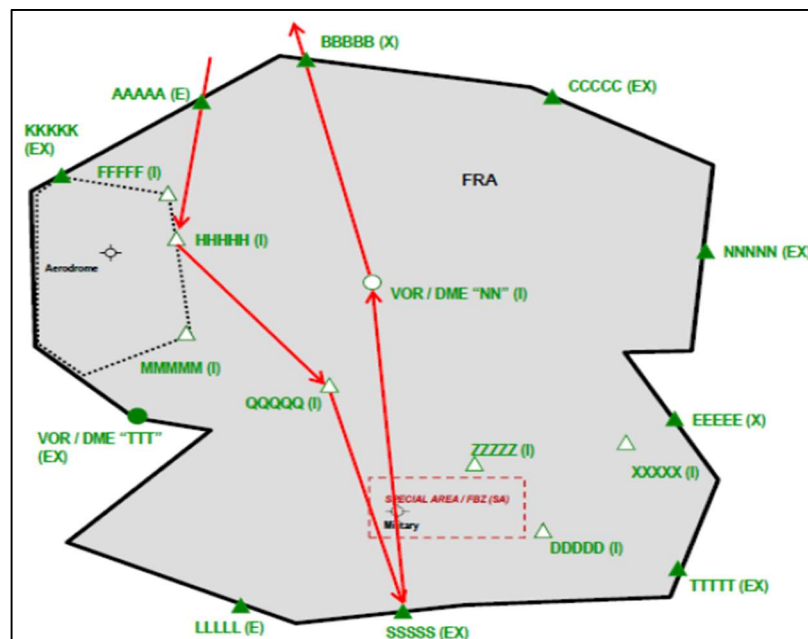 BBBBB (X)
AAAAA (E)
CCCCC (EX)
KKKKK
(EX)
FFFFF (I)
FRA
HHHHH (I)
NNNNN (EX)
Aerodrome
VOR / DME “NN” (I)
MMMMM (I)
QQQQQ (I)
VOR / DME “TTT”
(EX)
EEEEE (X)
ZZZZZ (I)
XXXXX (I)
SPECIAL AREA / FBZ (SA)
Military
DDDDD (I)
TTTTT (EX)
LLLLL (E)
SSSSS (EX)